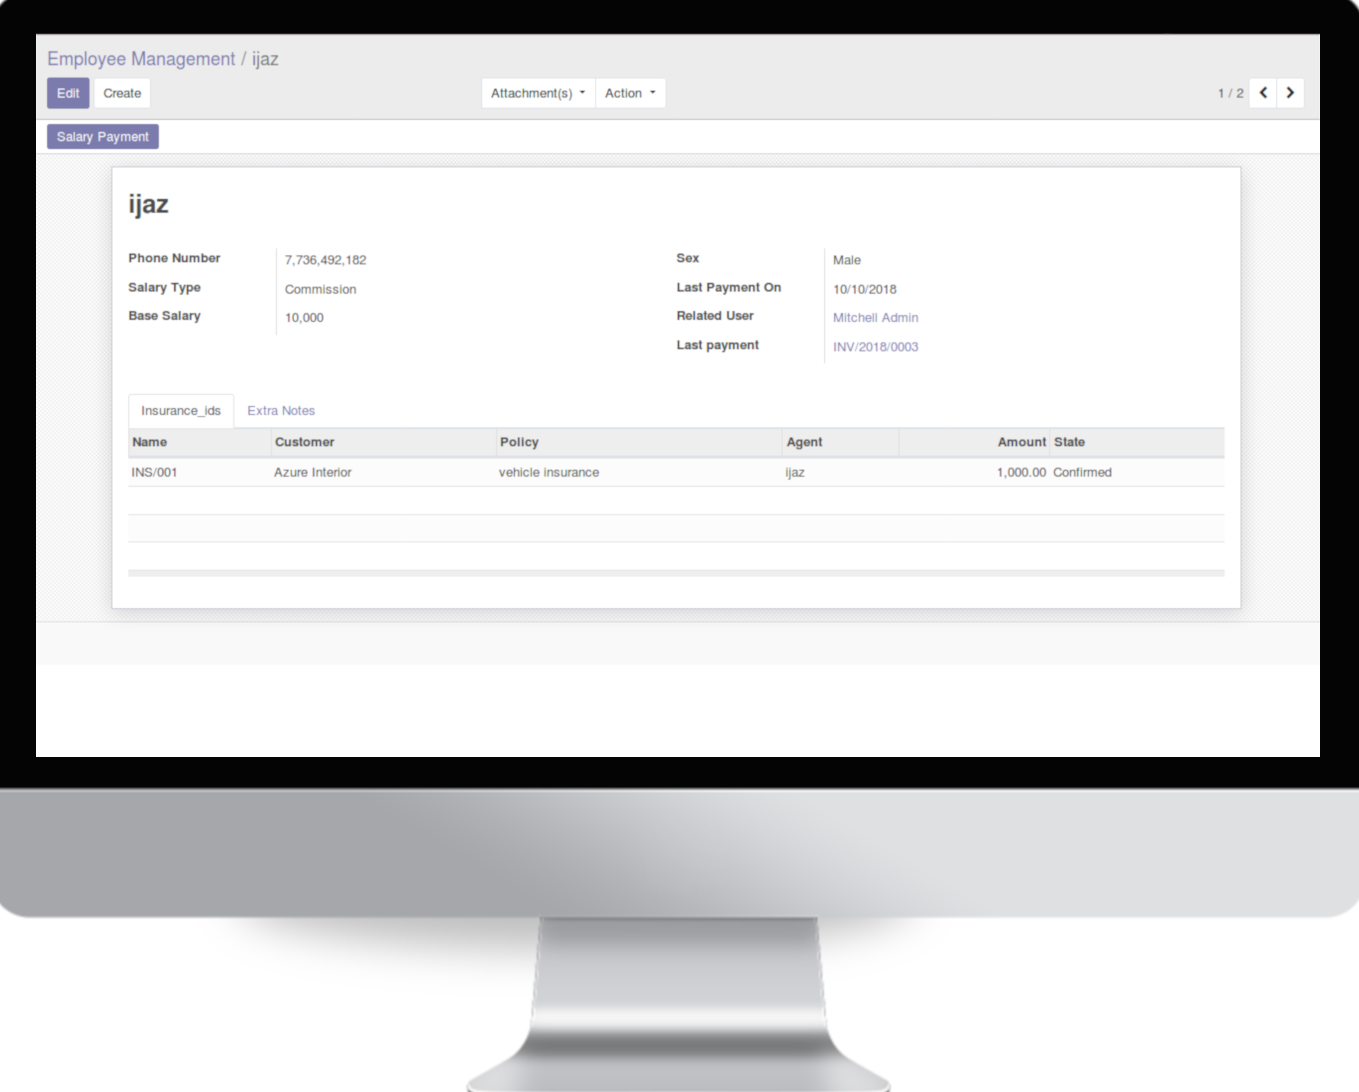 Employee Management / ijaz
Edit Create Attachment(s) Action 1 / 2
Salary Payment
ijaz
Phone Number 7,736,492,182 Sex Male
Salary Type Commission Last Payment On 10/10/2018
Base Salary 10,000 Related User Mitchell Admin
Last payment INV/2018/0003
Insurance_ids Extra Notes
Name Customer Policy Agent Amount State
INS/001 Azure Interior vehicle insurance ijaz 1,000.00 Confirmed